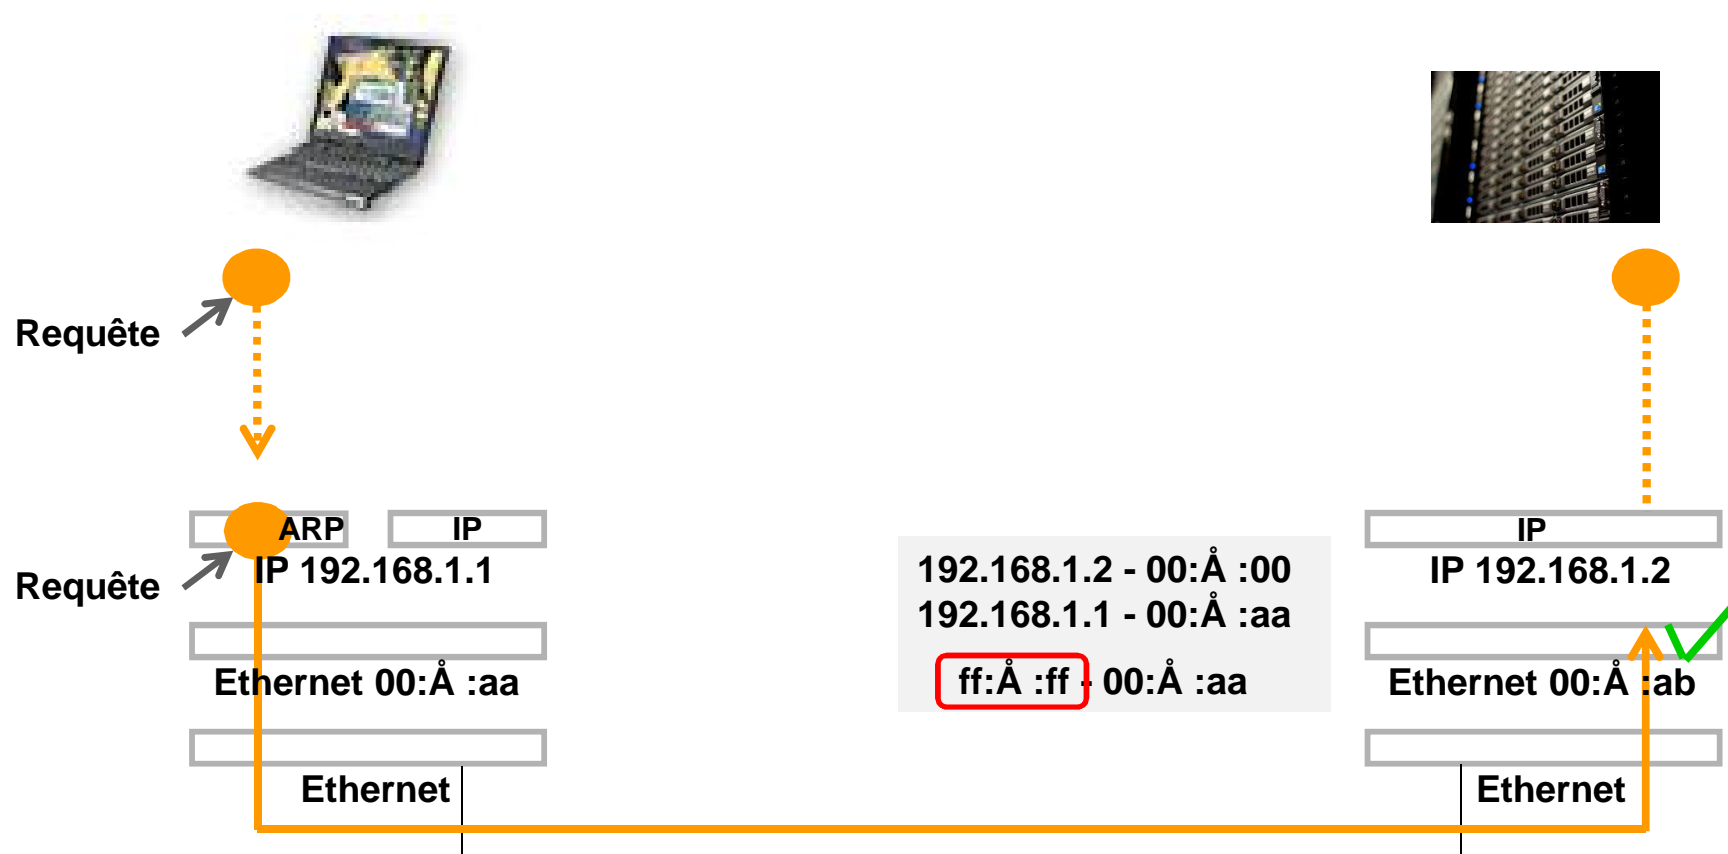 Requête
ARP
IP
IP 192.168.1.1
Requête
192.168.1.2 - 00:Å :00
192.168.1.1 - 00:Å :aa
ff:Å :ff - 00:Å :aa
IP
IP 192.168.1.2
Ethernet 00:Å :aa
Ethernet 00:Å :ab
Ethernet
Ethernet